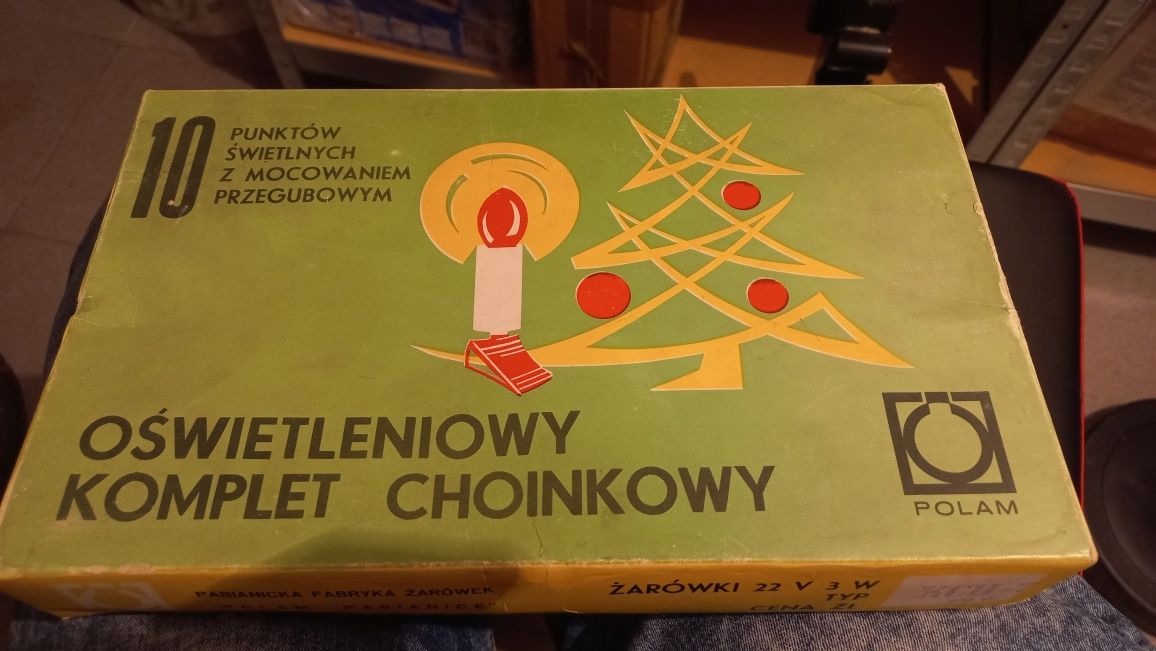 10
PUNKTÓW
ŚWIETLNYCH
Z MOCOWANIEM
PRZEGUBOWYM
OŚWIETLENIOWY
KOMPLET CHOINKOWY
POLAM
PABIANICKA FABRYKA ŻARÓWEK
"POLAM-PABIANICE"
ŻARÓWKI 22 V 3 W
TYP
CENA ZŁ